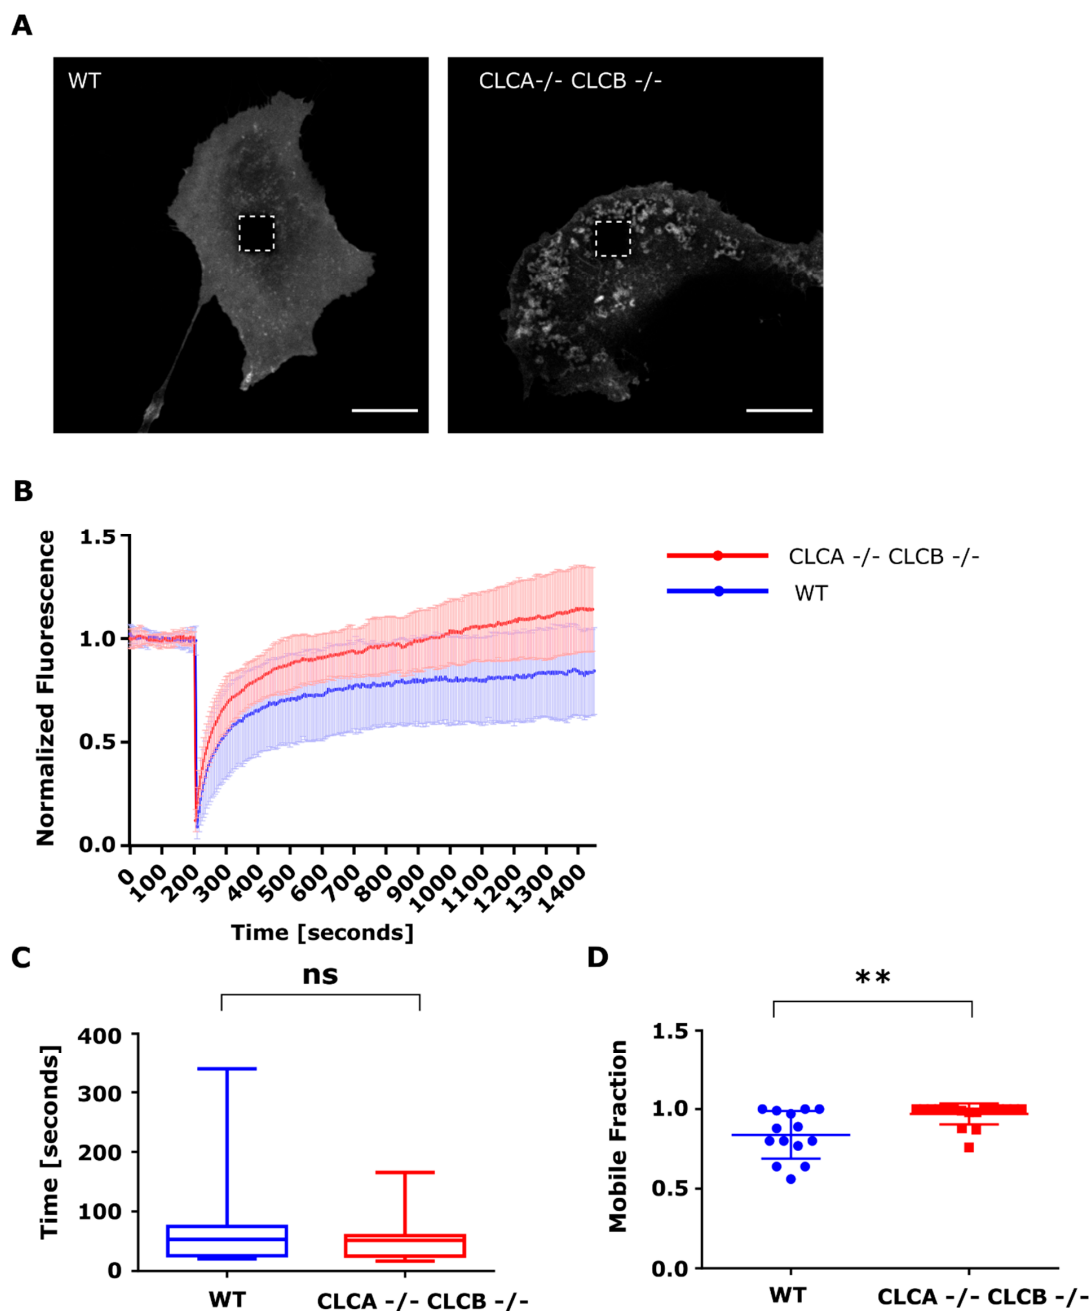 A
WT
CLCA-/- CLCB -/-
B
Normalized Fluorescence
1.5
1.0
0.5
0.0
0
100
200
300
400
500
600
700
800
900
1000
1100
1200
1300
1400
Time [seconds]
CLCA -/- CLCB -/-
WT
C
ns
Time [seconds]
400
300
200
100
0
WT
CLCA -/- CLCB -/-
D
**
Mobile Fraction
1.5
1.0
0.5
0.0
WT
CLCA -/- CLCB -/-